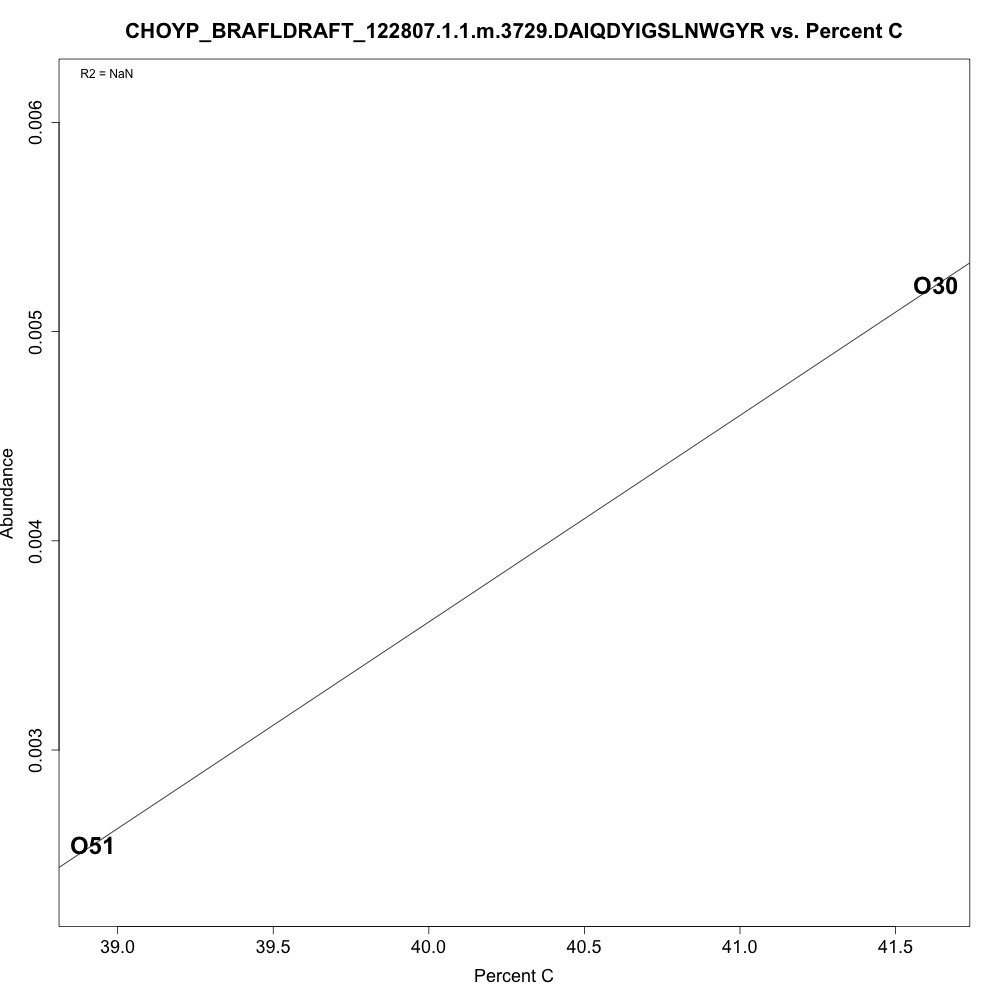 CHOYP_BRAFLDRAFT_122807.1.1.m.3729.DAIQDYIGSLNWGYR vs. Percent C
R2 = NaN
0.006
0.005
0.004
0.003
Abundance
O30
O51
39.0 39.5 40.0 40.5 41.0 41.5
Percent C